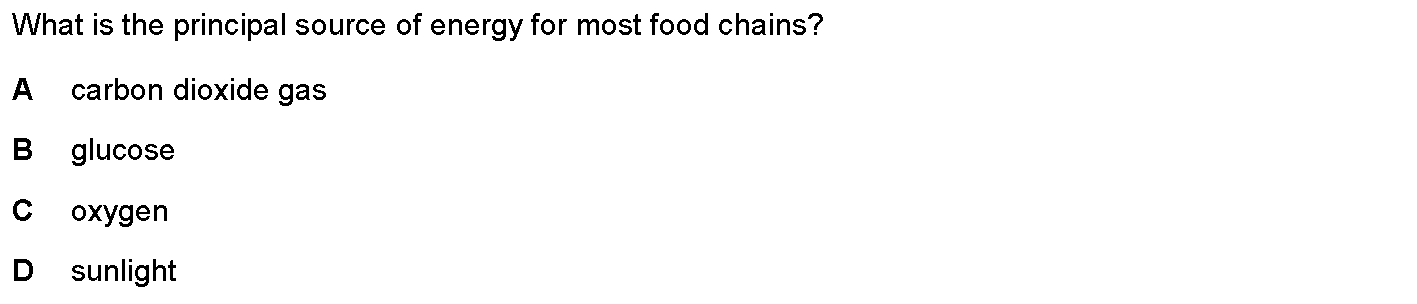 What is the principal source of energy for most food chains?
A carbon dioxide gas
B glucose
C oxygen
D sunlight